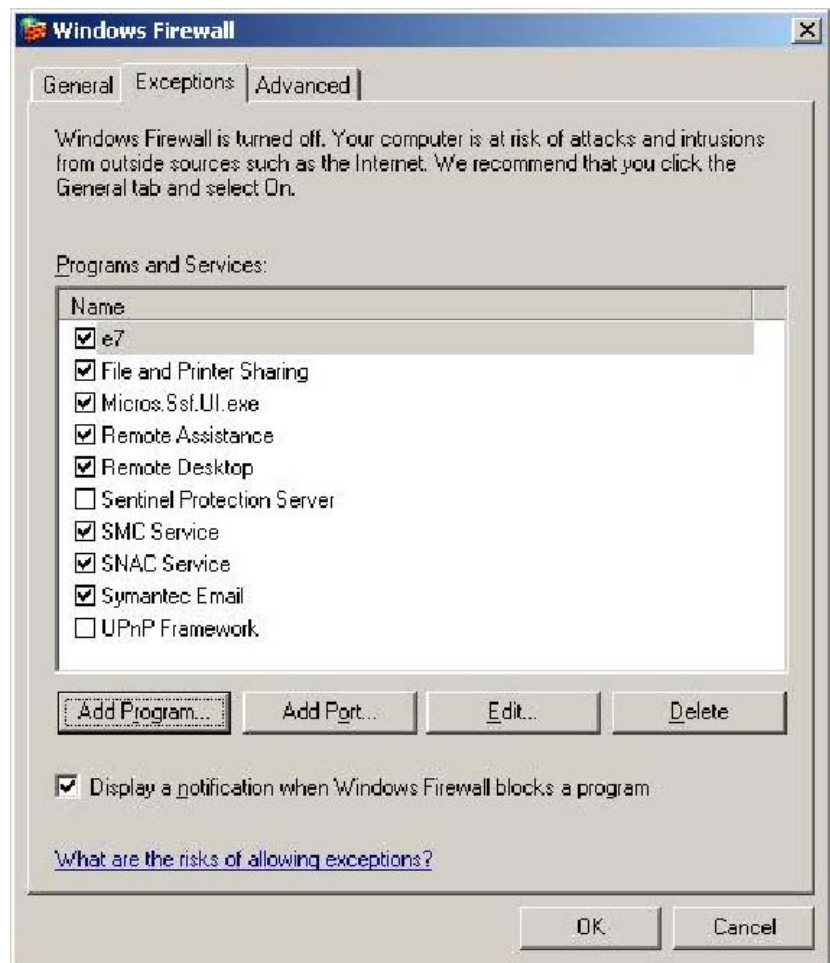 Windows Firewall
General Exceptions Advanced
Windows Firewall is turned off. Your computer is at risk of attacks and intrusions
from outside sources such as the Internet. We recommend that you click the
General tab and select On.
Programs and Services:
Name
e7
File and Printer Sharing
Micros.Ssf.UI.exe
Remote Assistance
Remote Desktop
Sentinel Protection Server
SMC Service
SNAC Service
Symantec Email
UPnP Framework
Add Program... Add Port... Edit... Delete
Display a notification when Windows Firewall blocks a program
What are the risks of allowing exceptions?
OK Cancel